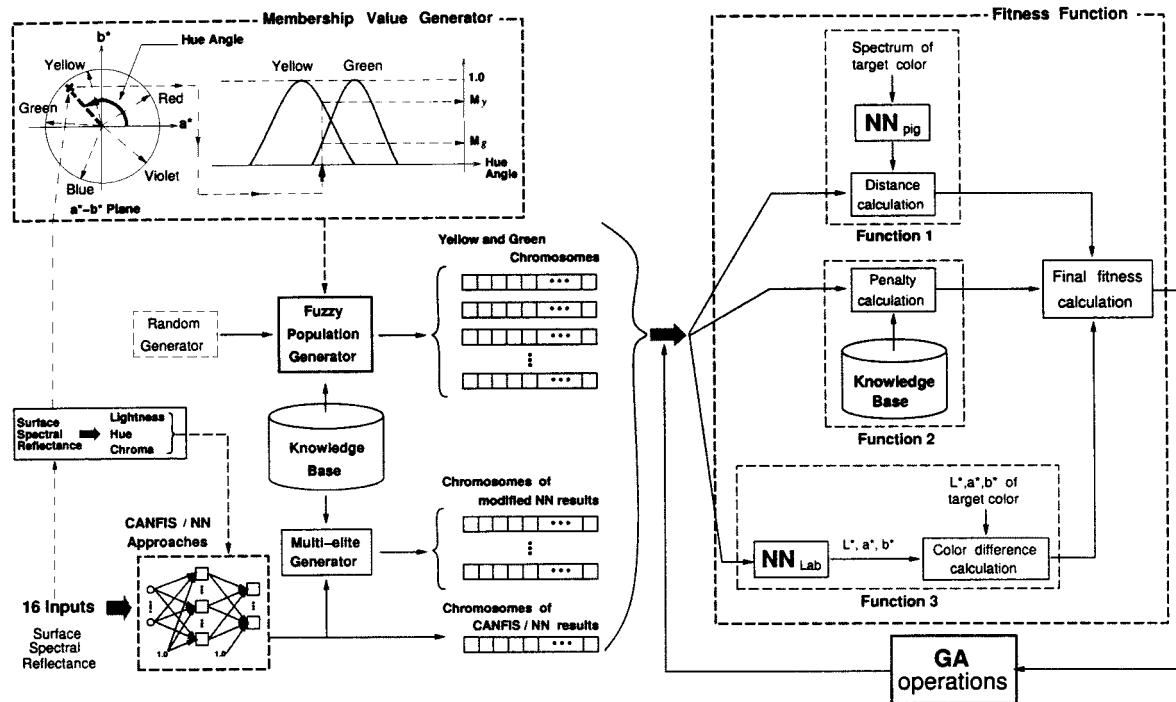 Membership Value Generator
b*
Hue Angle
Yellow
Red
Green
a*
Blue
Violet
a*-b* Plane
Yellow
Green
1.0
My
Mg
Hue
Angle
Random
Generator
Fuzzy
Population
Generator
Yellow and Green
Chromosomes
Surface
Spectral
Reflectance
Lightness
Hue
Chroma
Knowledge
Base
CANFIS / NN
Approaches
Multi-elite
Generator
Chromosomes of
modified NN results
16 Inputs
Surface
Spectral
Reflectance
1.0
1.0
Chromosomes of
CANFIS / NN results
Fitness Function
Spectrum of
target color
NN pig
Distance
calculation
Function 1
Penalty
calculation
Knowledge
Base
Function 2
Final fitness
calculation
L*,a*,b* of
target color
NN Lab
L*, a*, b*
Color difference
calculation
Function 3
GA
operations